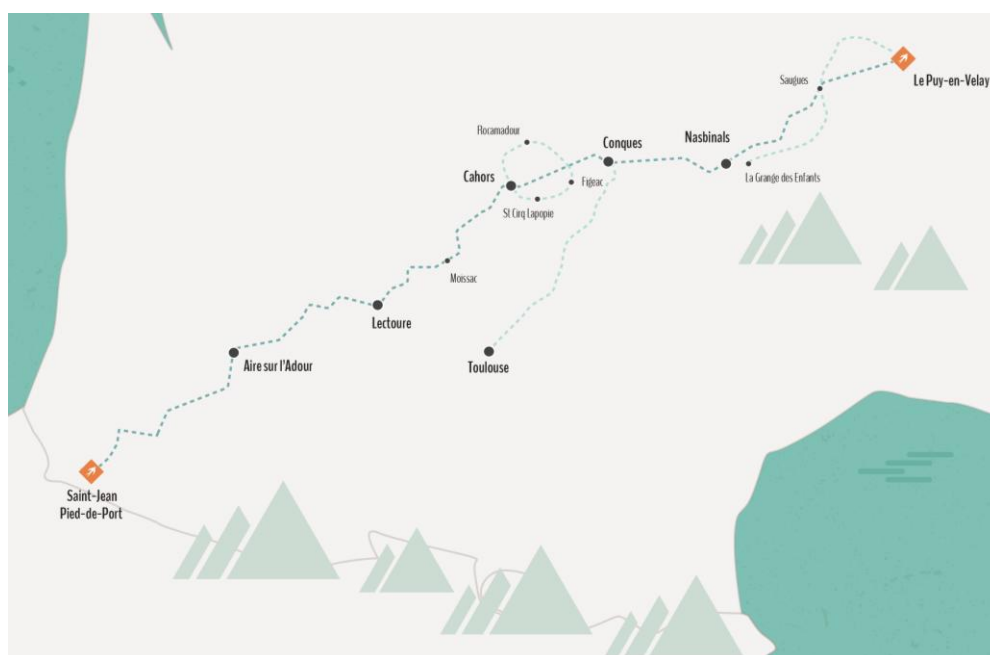 Le Puy-en-Velay
Saugues
Rocamadour
Conques
Nasbinals
Cahors
Figeac
La Grange des Enfants
St Cirq Lapopie
Moissac
Lectoure
Aire sur l'Adour
Toulouse
Saint-Jean
Pied-de-Port